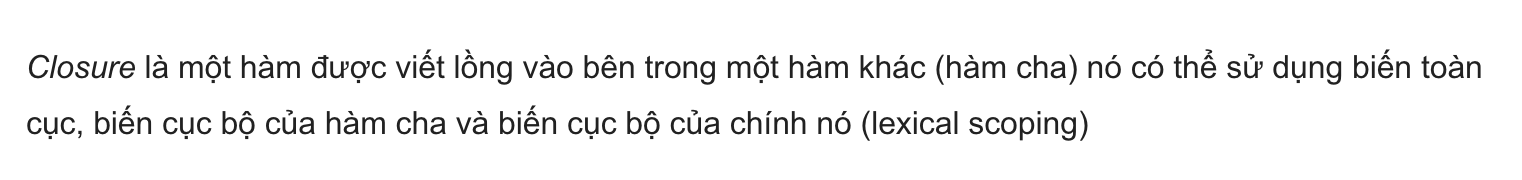 Closure là một hàm được viết lồng vào bên trong một hàm khác (hàm cha) nó có thể sử dụng biến toàn
cục, biến cục bộ của hàm cha và biến cục bộ của chính nó (lexical scoping)